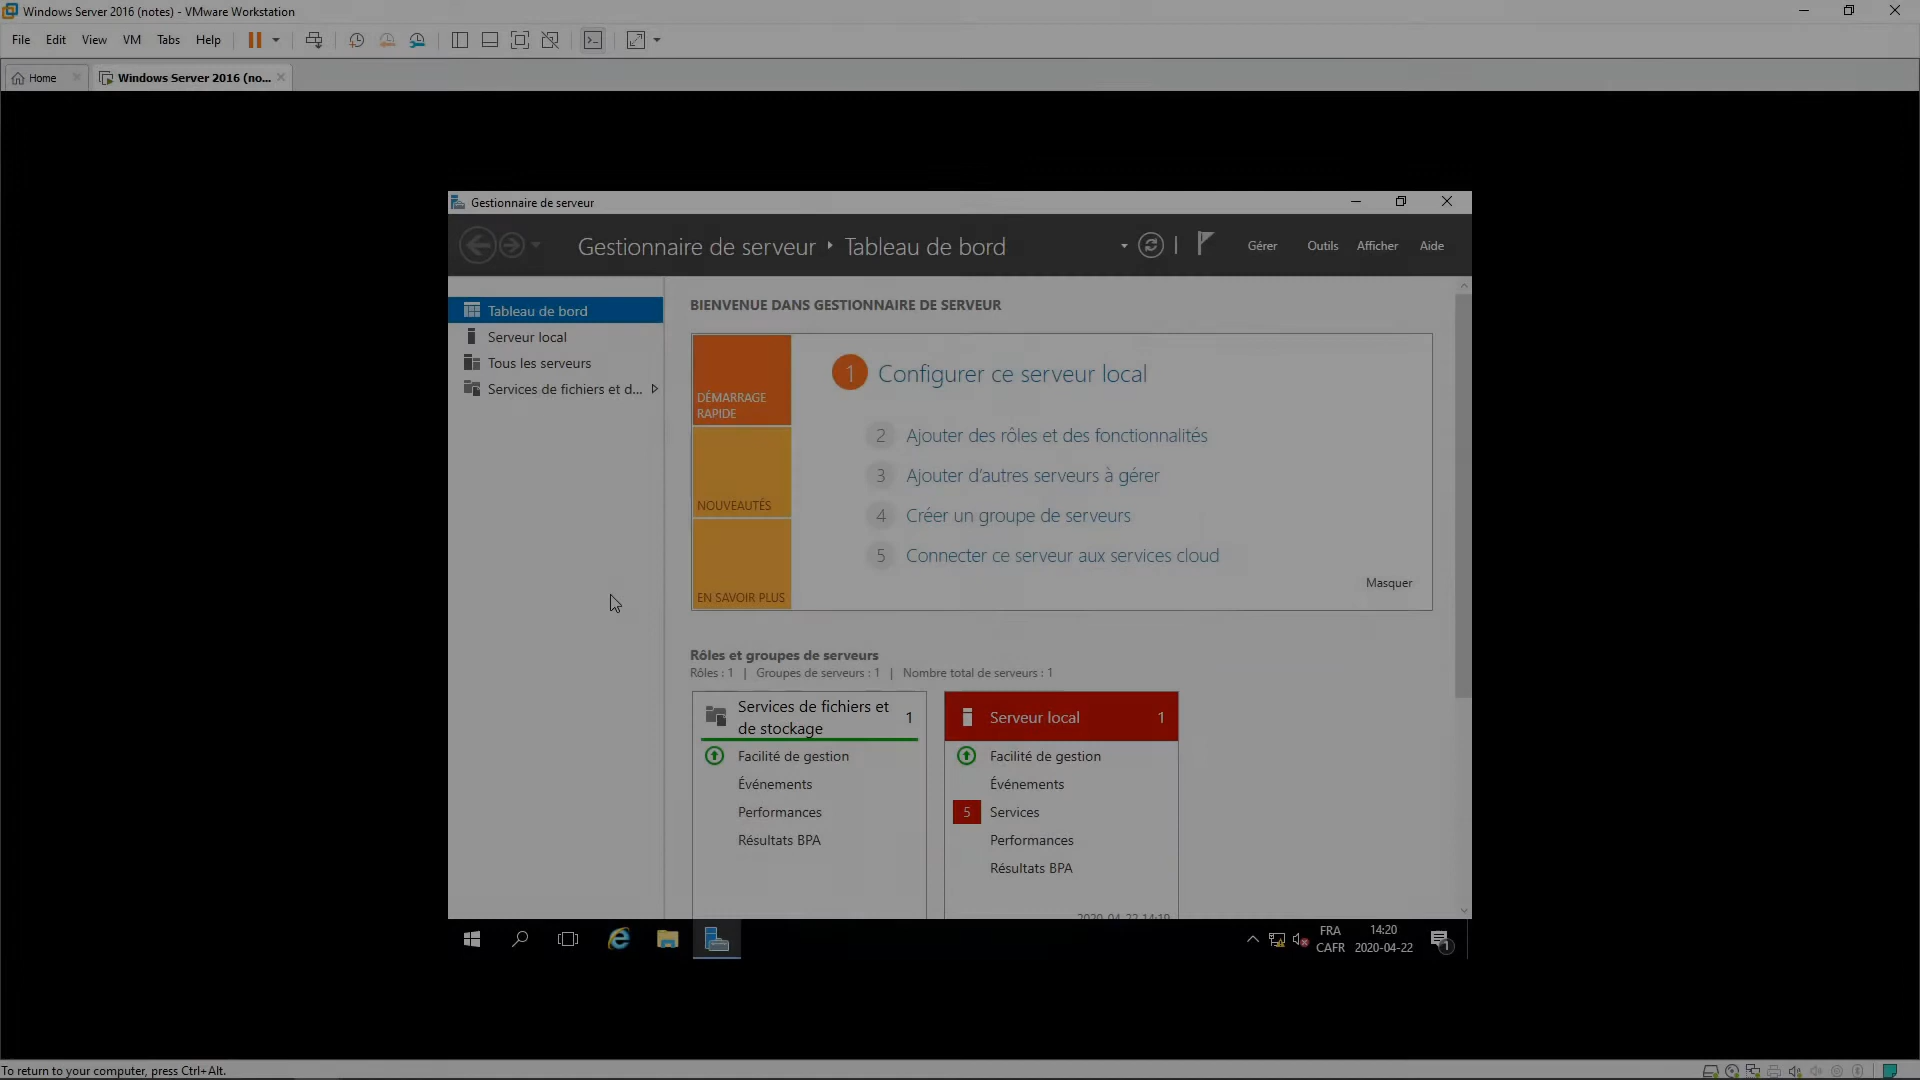 Windows Server 2016 (notes) - VMware Workstation
File Edit View VM Tabs Help
Home
Windows Server 2016 (no...
Gestionnaire de serveur
Gestionnaire de serveur Tableau de bord
Gérer Outils Afficher Aide
Tableau de bord
Serveur local
Tous les serveurs
Services de fichiers et d...
BIENVENUE DANS GESTIONNAIRE DE SERVEUR
DÉMARRAGE
RAPIDE
NOUVEAUTÉS
EN SAVOIR PLUS
1 Configurer ce serveur local
2 Ajouter des rôles et des fonctionnalités
3 Ajouter d'autres serveurs à gérer
4 Créer un groupe de serveurs
5 Connecter ce serveur aux services cloud
Masquer
Rôles et groupes de serveurs
Rôles : 1 | Groupes de serveurs : 1 | Nombre total de serveurs : 1
Services de fichiers et
de stockage
1
Facilité de gestion
Événements
Performances
Résultats BPA
Serveur local 1
Facilité de gestion
Événements
5 Services
Performances
Résultats BPA
2020-04-22 14:19
FRA
CAFR
14:20
2020-04-22
1
To return to your computer, press Ctrl+Alt.